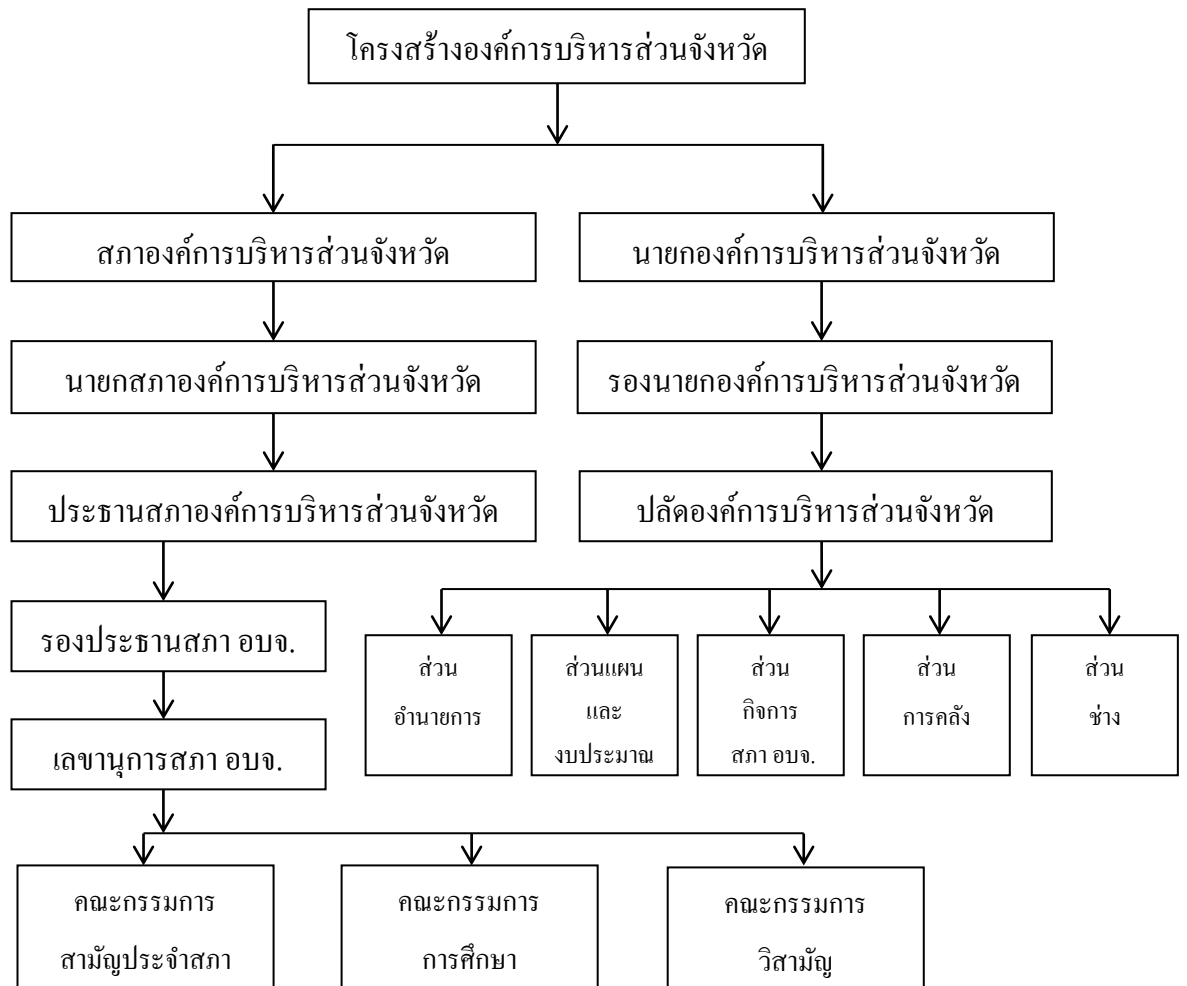 โครงสร้างองค์การบริหารส่วนจังหวัด
สภาองค์การบริหารส่วนจังหวัด
นายกองค์การบริหารส่วนจังหวัด
นายกสภาองค์การบริหารส่วนจังหวัด
รองนายกองค์การบริหารส่วนจังหวัด
ประธานสภาองค์การบริหารส่วนจังหวัด
ปลัดองค์การบริหารส่วนจังหวัด
รองประธานสภา อบจ.
ส่วน
อำนายการ
ส่วนแผน
และ
งบประมาณ
ส่วน
กิจการ
สภา อบจ.
ส่วน
การคลัง
ส่วน
ช่าง
เลขานุการสภา อบจ.
คณะกรรมการ
สามัญประจำสภา
คณะกรรมการ
การศึกษา
คณะกรรมการ
วิสามัญ